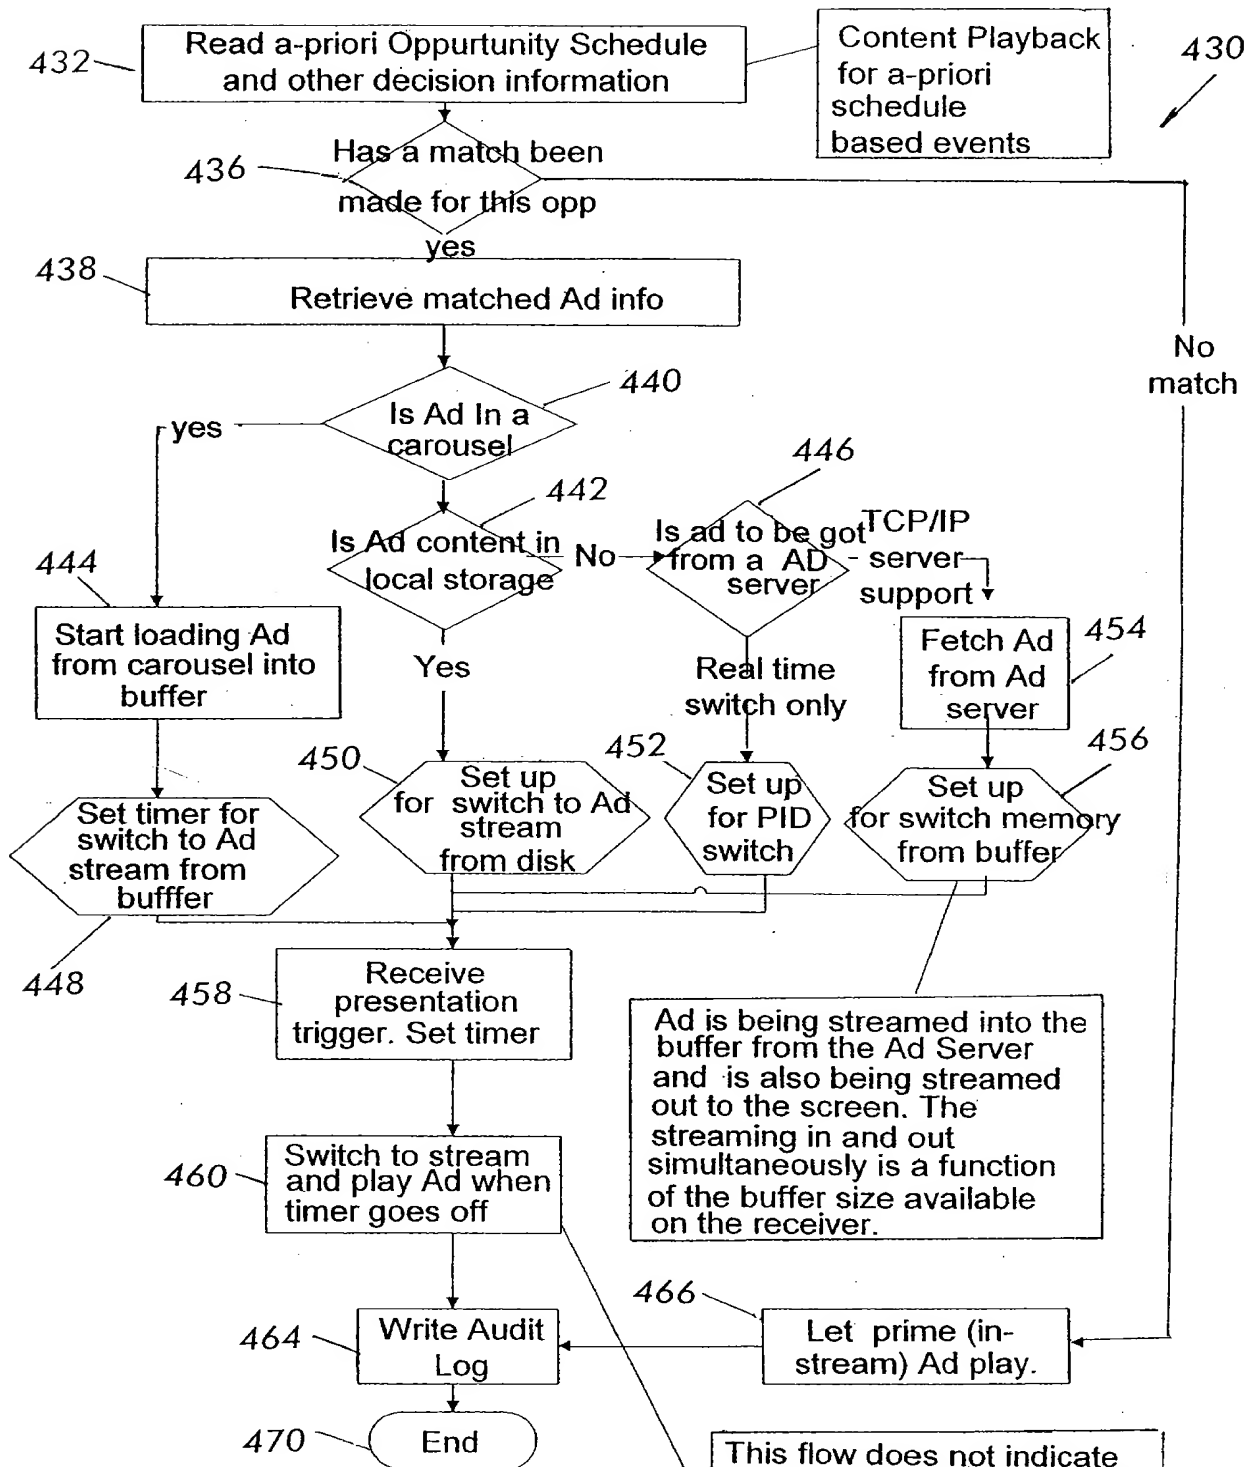 432
Read a-priori Oppurtunity Schedule
and other decision information
Content Playback
for a-priori
schedule
based events
430
436
Has a match been
made for this opp
yes
438
Retrieve matched Ad info
No
match
440
Is Ad In a
carousel
yes
442
Is Ad content in
local storage
No
446
Is ad to be got
from a AD
server
TCP/IP
server
support
444
Start loading Ad
from carousel into
buffer
Yes
Real time
switch only
Fetch Ad
from Ad
server
454
448
Set timer for
switch to Ad
stream from
bufffer
450
Set up
for switch to Ad
stream
from disk
452
Set up
for PID
switch
456
Set up
for switch memory
from buffer
458
Receive
presentation
trigger. Set timer
Ad is being streamed into the
buffer from the Ad Server
and is also being streamed
out to the screen. The
streaming in and out
simultaneously is a function
of the buffer size available
on the receiver.
460
Switch to stream
and play Ad when
timer goes off
464
Write Audit
Log
466
Let prime (in-
stream) Ad play.
470
End
This flow does not indicate